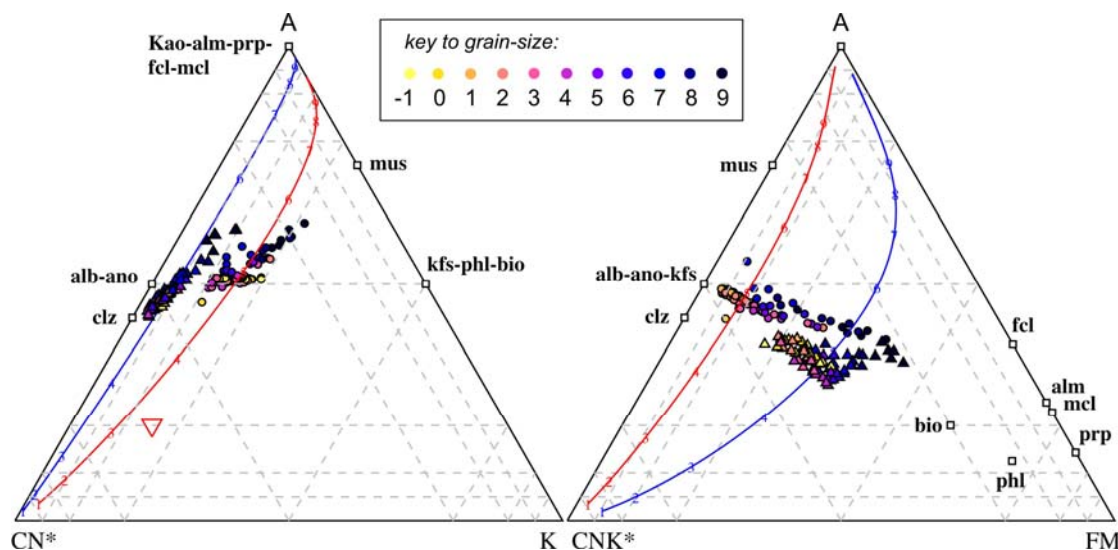 A
A
Kao-alm-prp-
fcl-mcl
key to grain-size:
-1 0 1 2 3 4 5 6 7 8 9
mus
mus
alb-ano
kfs-phl-bio
alb-ano-kfs
clz
clz
fcl
alm
mcl
bio
prp
phl
CN*
K
CNK*
FM